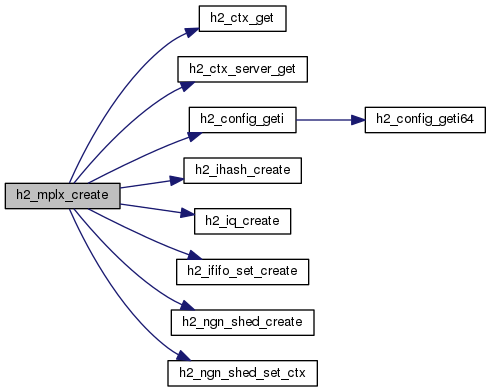 h2_ctx_get
h2_ctx_server_get
h2_config_geti
h2_config_geti64
h2_ihash_create
h2_mplx_create
h2_iq_create
h2_ififo_set_create
h2_ngn_shed_create
h2_ngn_shed_set_ctx